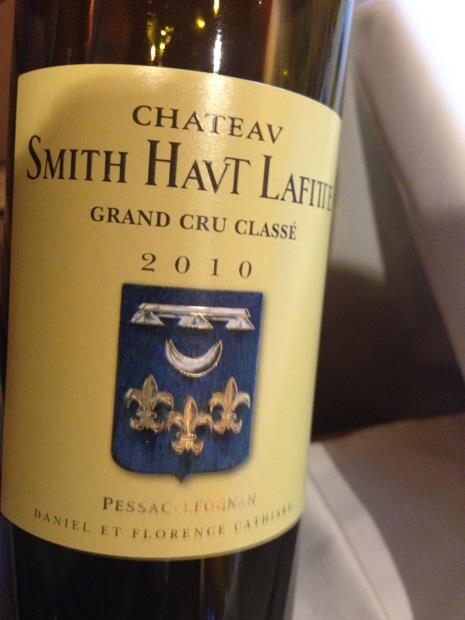 CHATEAV
SMITH HAVT LAFITTE
GRAND CRU CLASSÉ
2010
PESSAC-LEOGNAN
DANIEL ET FLORENCE CATHIARD